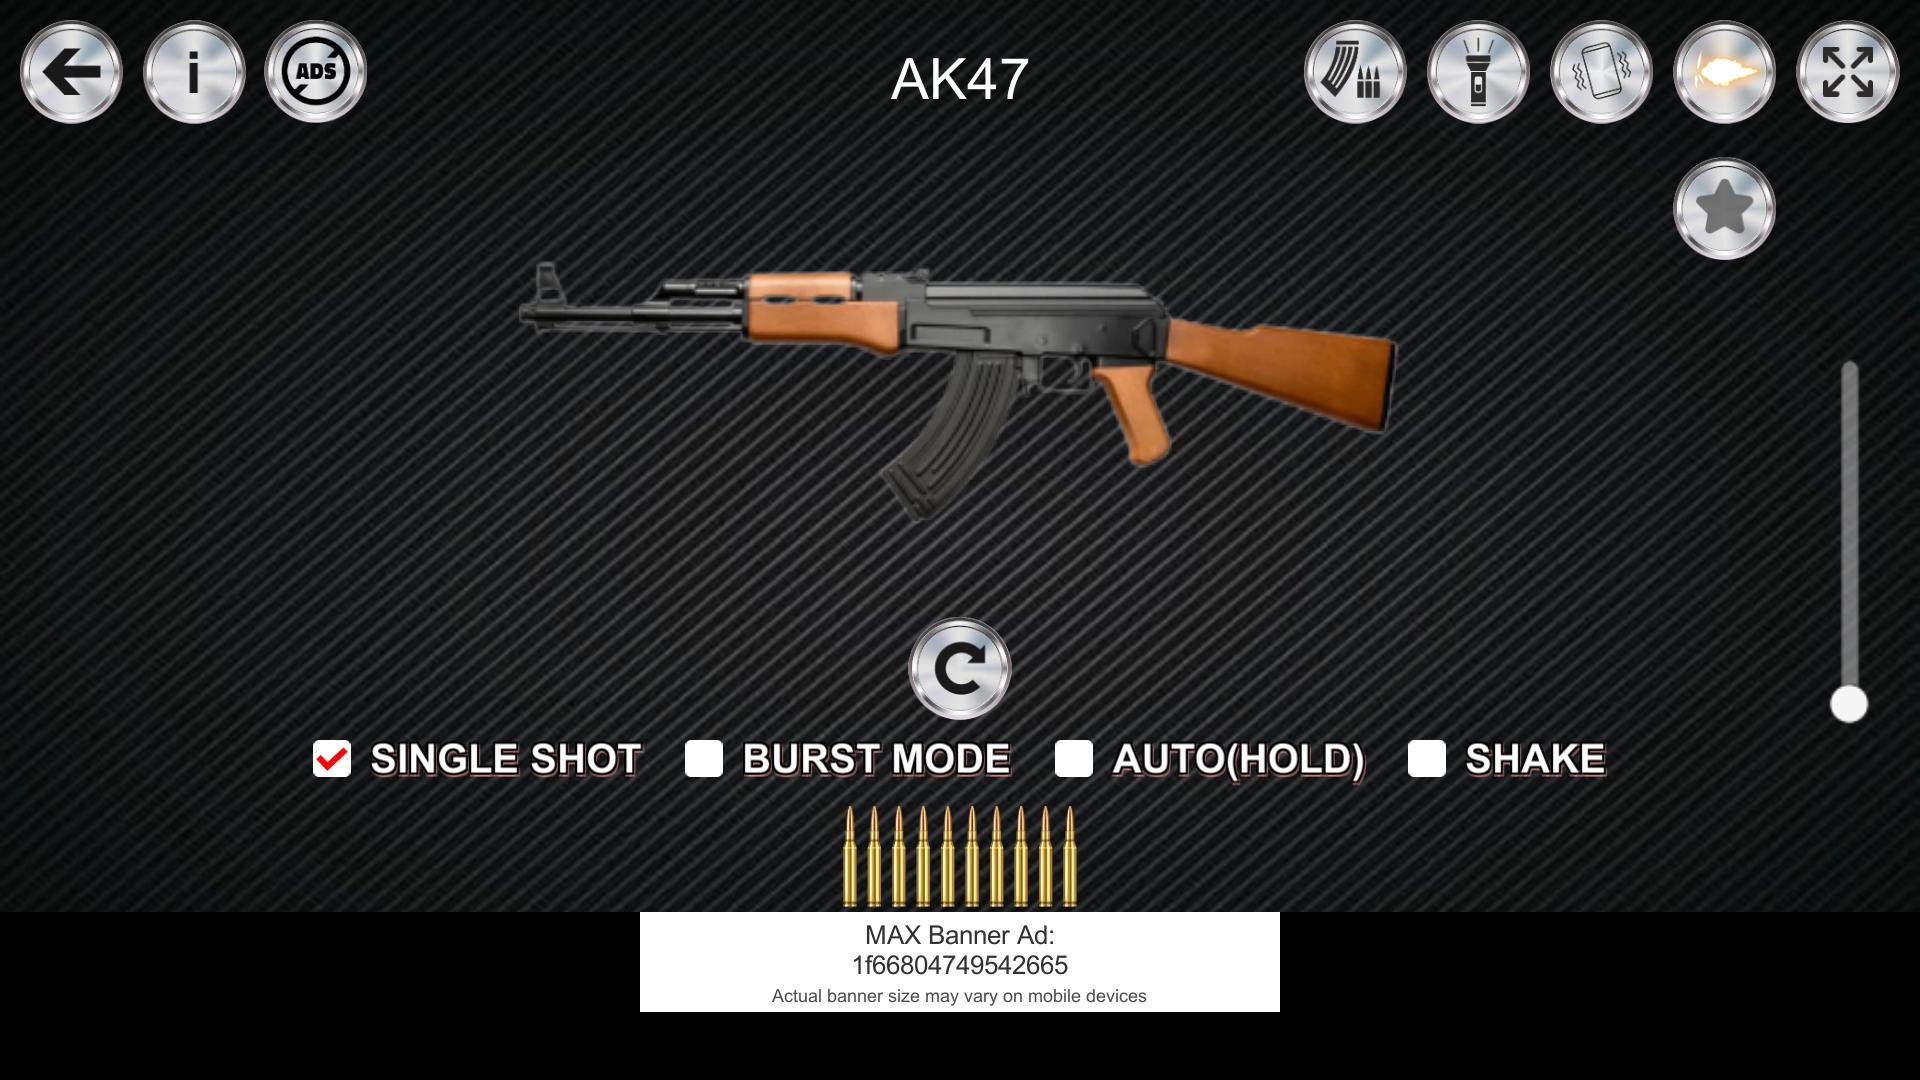 i
ADS
AK47
SINGLE SHOT
BURST MODE
AUTO(HOLD)
SHAKE
MAX Banner Ad:
1f66804749542665
Actual banner size may vary on mobile devices